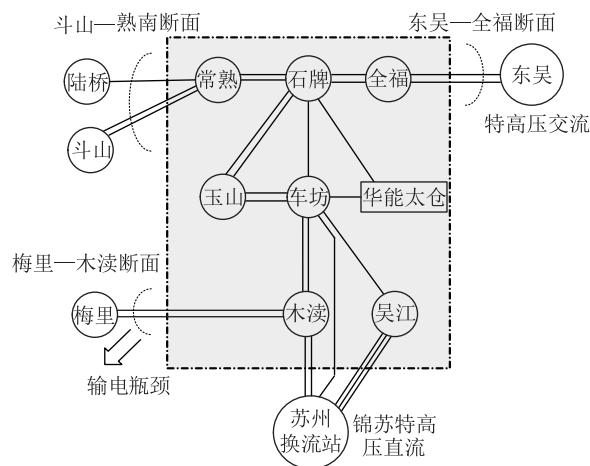 斗山—熟南断面
东吴—全福断面
陆桥
常熟
石牌
全福
东吴
斗山
特高压交流
玉山
车坊
华能太仓
梅里—木渎断面
梅里
木渎
吴江
输电瓶颈
苏州
换流站
锦苏特高
压直流